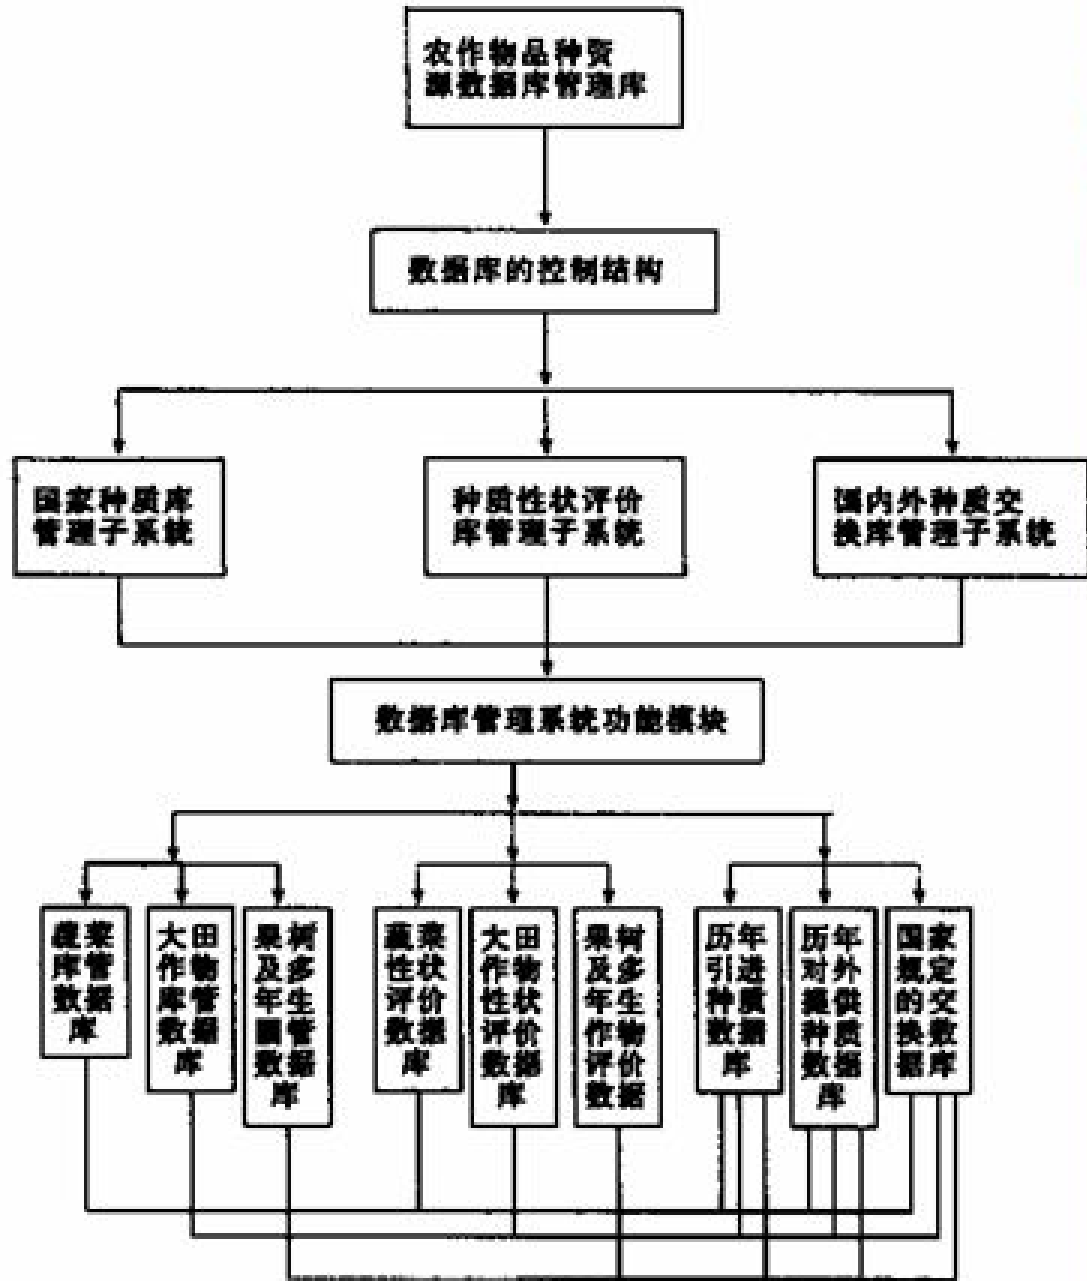 农作物品种资
源数据库管理库
数据库的控制结构
国家种质库
管理子系统
种质性状评价
库管理子系统
国内外种质交
换库管理子系统
数据库管理系统功能模块
蔬菜
库管
数据
库
大田
作物
库管
数据
库
果树
及多
年生
圃管
数据
库
蔬菜
性状
评价
数据
库
大田
作物
性状
评价
数据
库
果树
及多
年生
作物
评价
数据
历年
引进
种质
数据
库
历年
对外
提供
种质
数据
库
国家
规定
的交
换数
据库